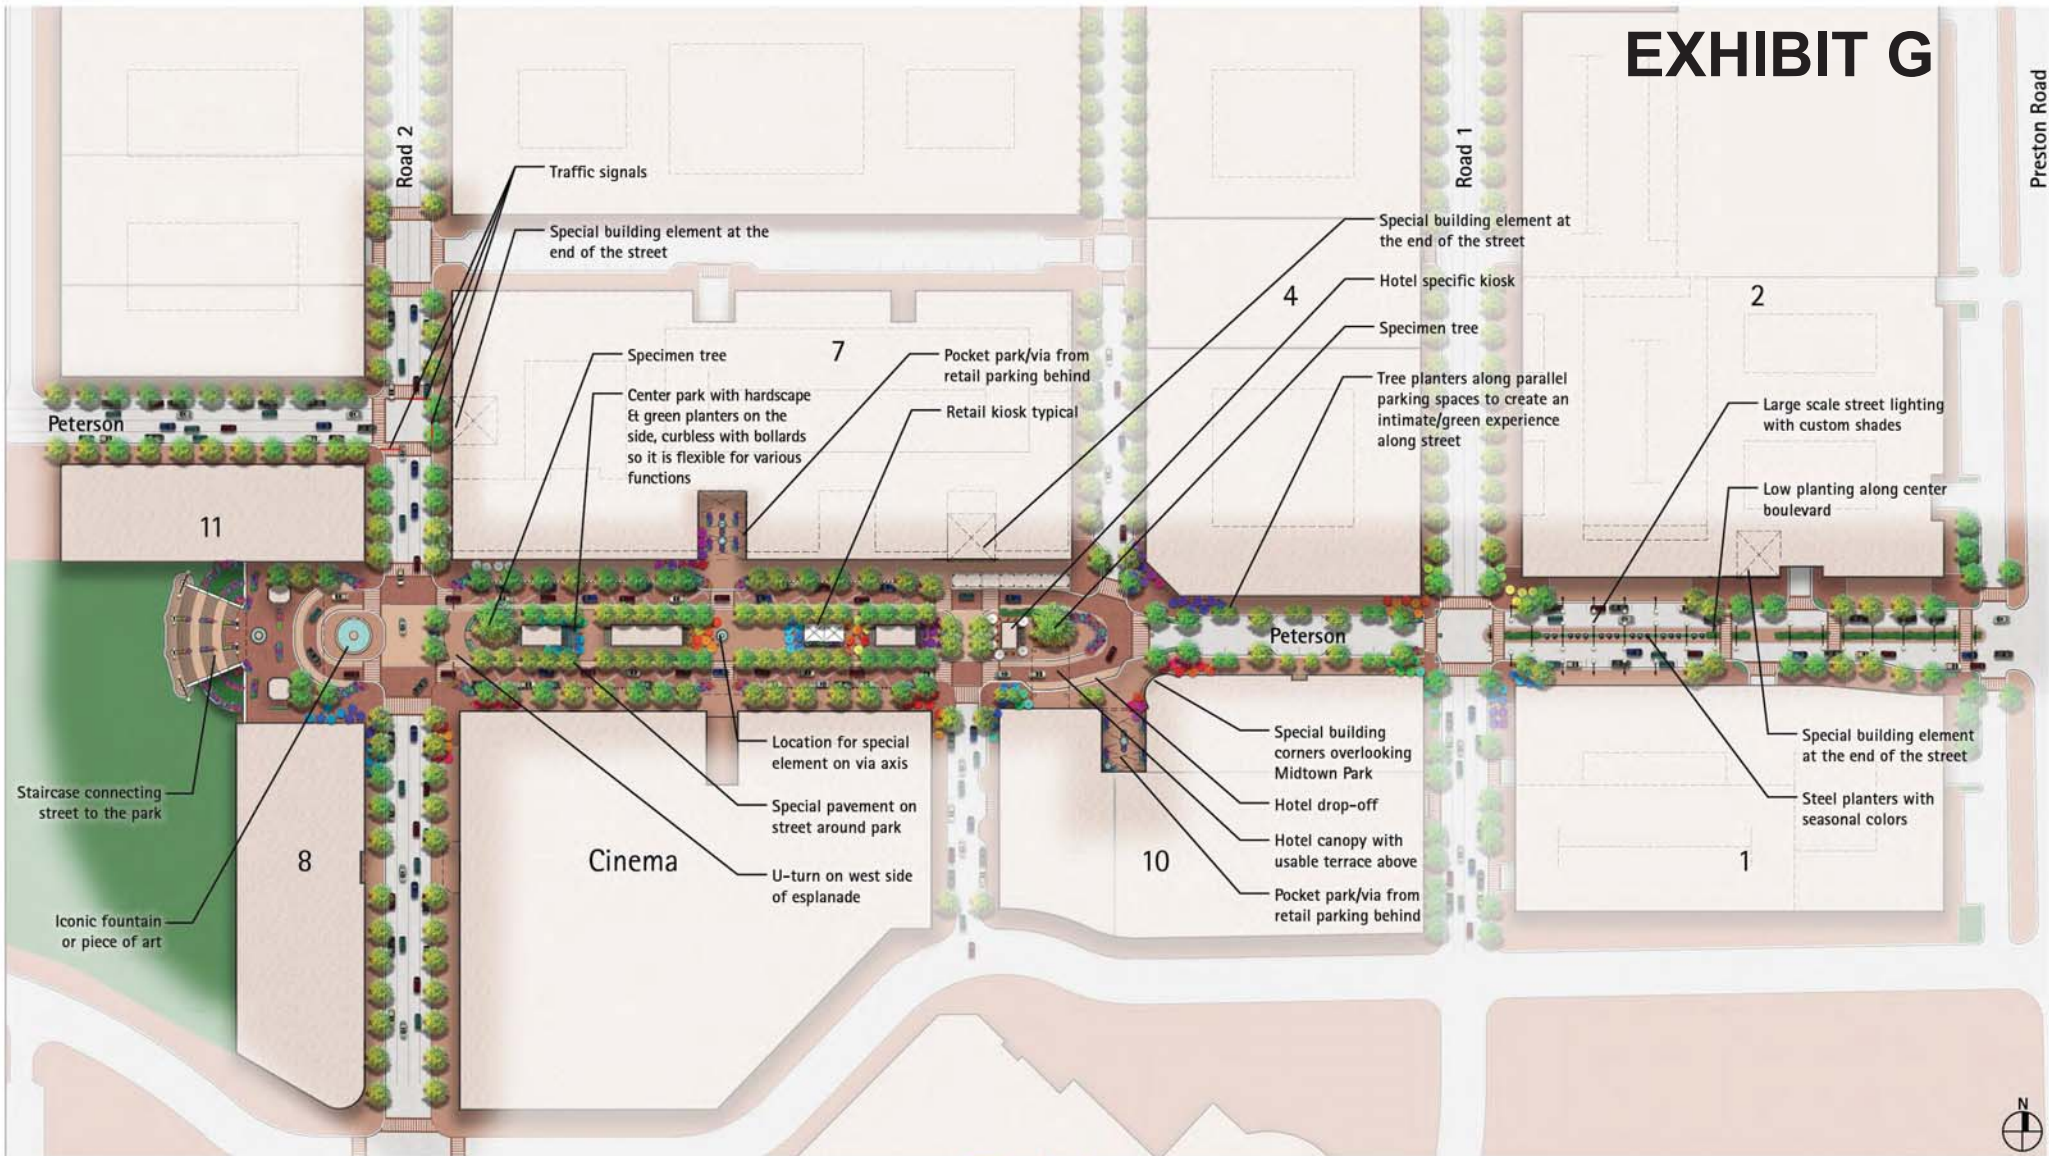 EXHIBIT G
Preston Road
Road 2
Road 1
Traffic signals
Special building element at the
end of the street
Special building element at
the end of the street
Hotel specific kiosk
4
2
Specimen tree
Specimen tree
7
Pocket park/via from
retail parking behind
Center park with hardscape
& green planters on the
side, curbless with bollards
so it is flexible for various
functions
Retail kiosk typical
Tree planters along parallel
parking spaces to create an
intimate/green experience
along street
Large scale street lighting
with custom shades
Peterson
Low planting along center
boulevard
11
Peterson
Location for special
element on via axis
Special building
corners overlooking
Midtown Park
Special building element
at the end of the street
Staircase connecting
street to the park
Special pavement on
street around park
Hotel drop-off
Steel planters with
seasonal colors
8
Cinema
10
Hotel canopy with
usable terrace above
1
U-turn on west side
of esplanade
Pocket park/via from
retail parking behind
Iconic fountain
or piece of art
N